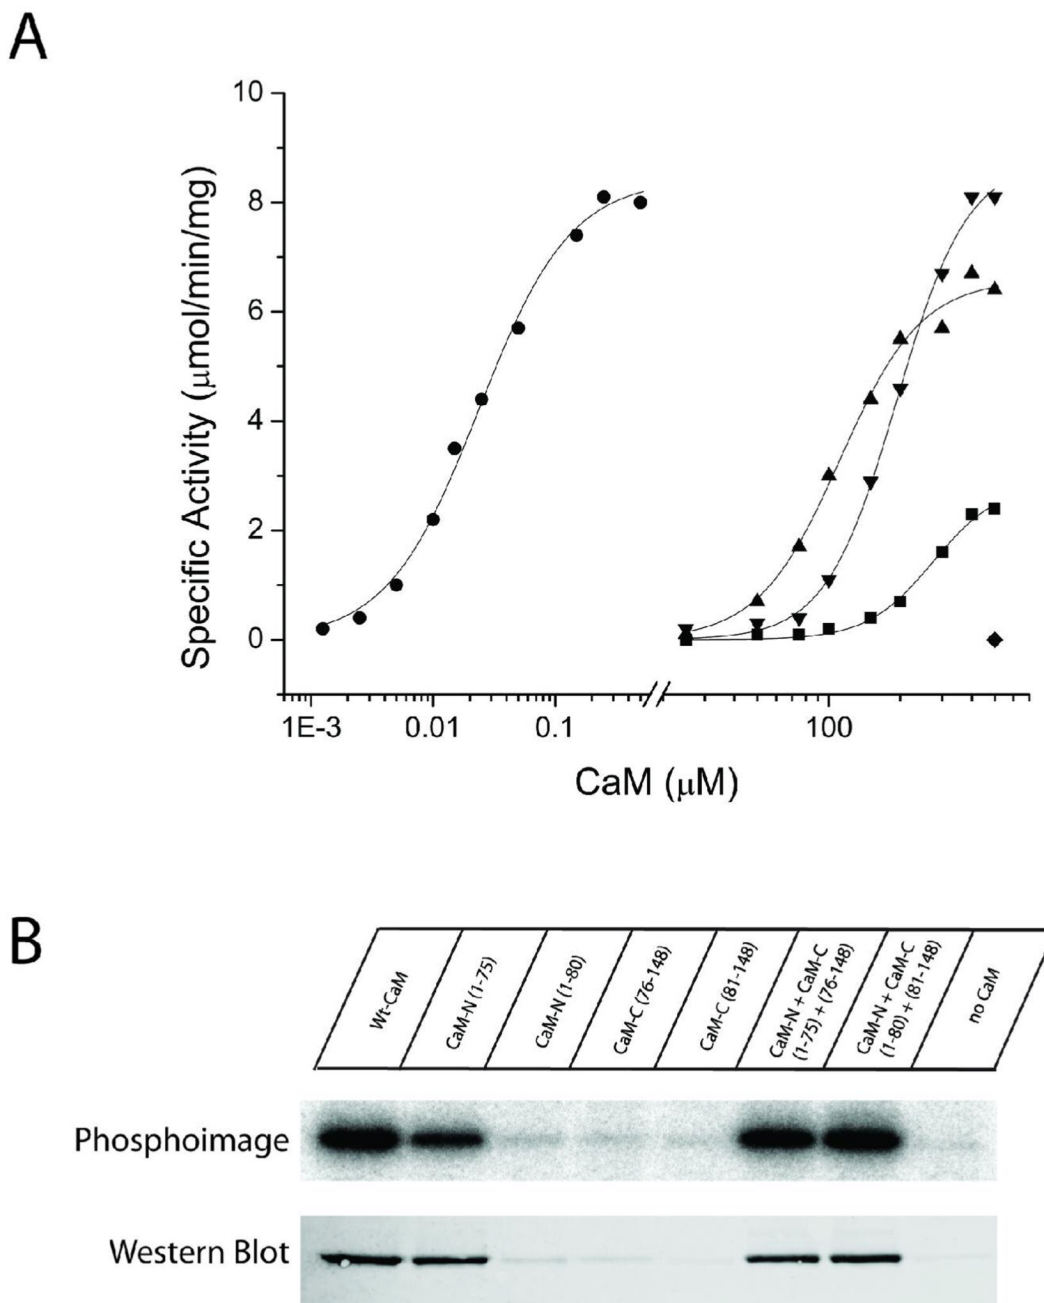 A
Specific Activity (μmol/min/mg)
10
8
6
4
2
0
1E-3 0.01 0.1 100
CaM (μM)
B
Wt-CaM
CaM-N (1-75)
CaM-N (1-80)
CaM-C (76-148)
CaM-C (81-148)
CaM-N + CaM-C
(1-75) + (76-148)
CaM-N + CaM-C
(1-80) + (81-148)
no CaM
Phosphoimage
Western Blot